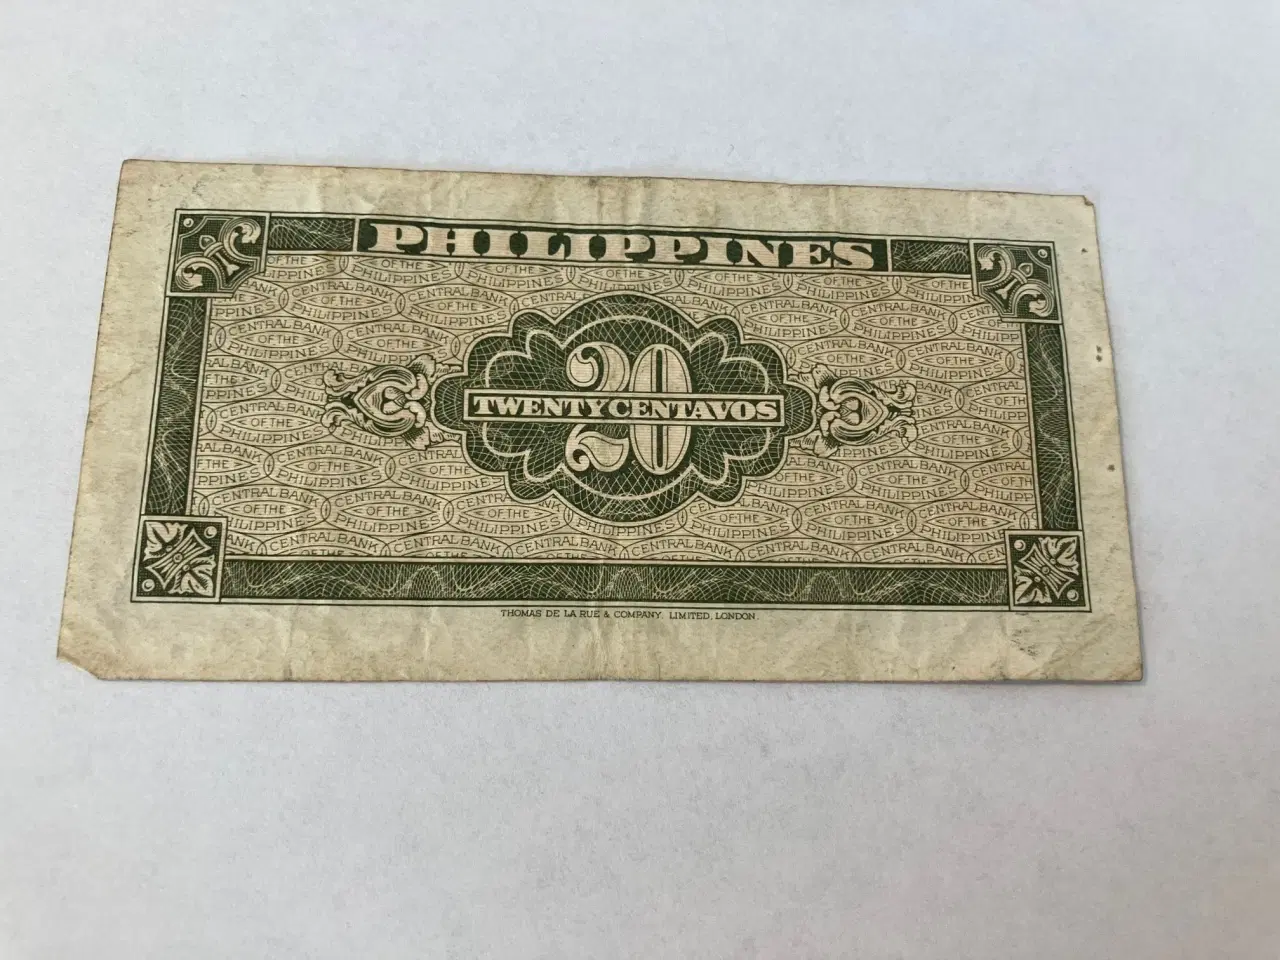 PHILIPPINES
CENTRAL BANK
OF THE
PHILIPPINES
20
TWENTY CENTAVOS
THOMAS DE LA RUE & COMPANY, LIMITED, LONDON.